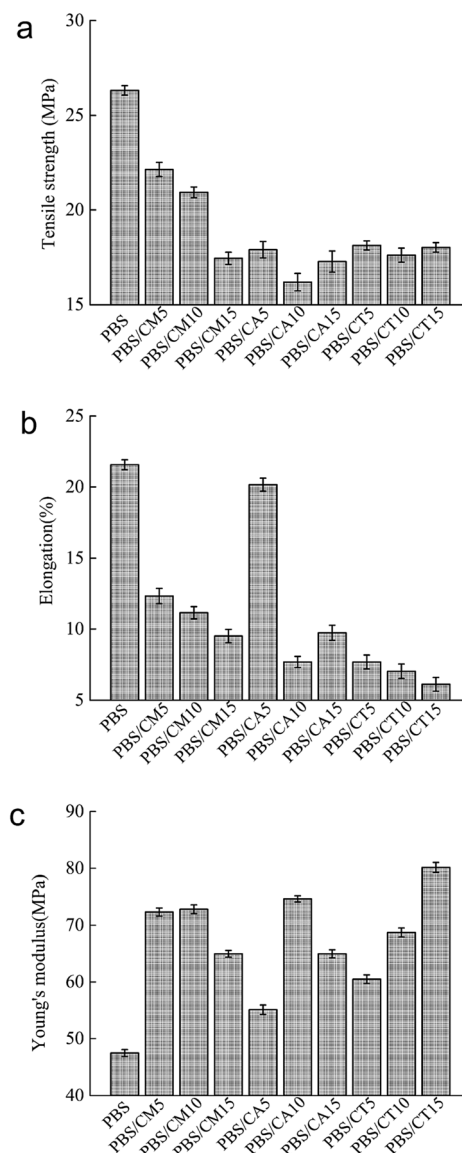 a
Tensile strength (MPa)
30
26
21
17
15
PBS
PBS/CM5
PBS/CM10
PBS/CM15
PBS/CA5
PBS/CA10
PBS/CA15
PBS/CT5
PBS/CT10
PBS/CT15
b
Elongation(%)
25
20
15
10
5
PBS
PBS/CM5
PBS/CM10
PBS/CM15
PBS/CA5
PBS/CA10
PBS/CA15
PBS/CT5
PBS/CT10
PBS/CT15
c
Young's modulus(MPa)
90
80
70
60
50
40
PBS
PBS/CM5
PBS/CM10
PBS/CM15
PBS/CA5
PBS/CA10
PBS/CA15
PBS/CT5
PBS/CT10
PBS/CT15